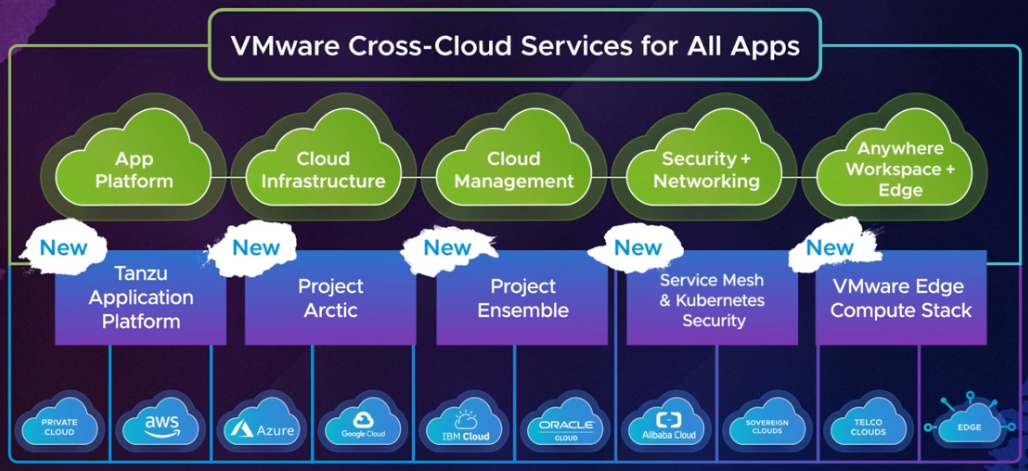 VMware Cross-Cloud Services for All Apps
App
Platform
Cloud
Infrastructure
Cloud
Management
Security +
Networking
Anywhere
Workspace +
Edge
New
Tanzu
Application
Platform
New
Project
Arctic
New
Project
Ensemble
New
Service Mesh
& Kubernetes
Security
New
VMware Edge
Compute Stack
PRIVATE
CLOUD
aws
Azure
Google Cloud
IBM Cloud
ORACLE
CLOUD
Alibaba Cloud
SOVEREIGN
CLOUDS
TELCO
CLOUDS
EDGE